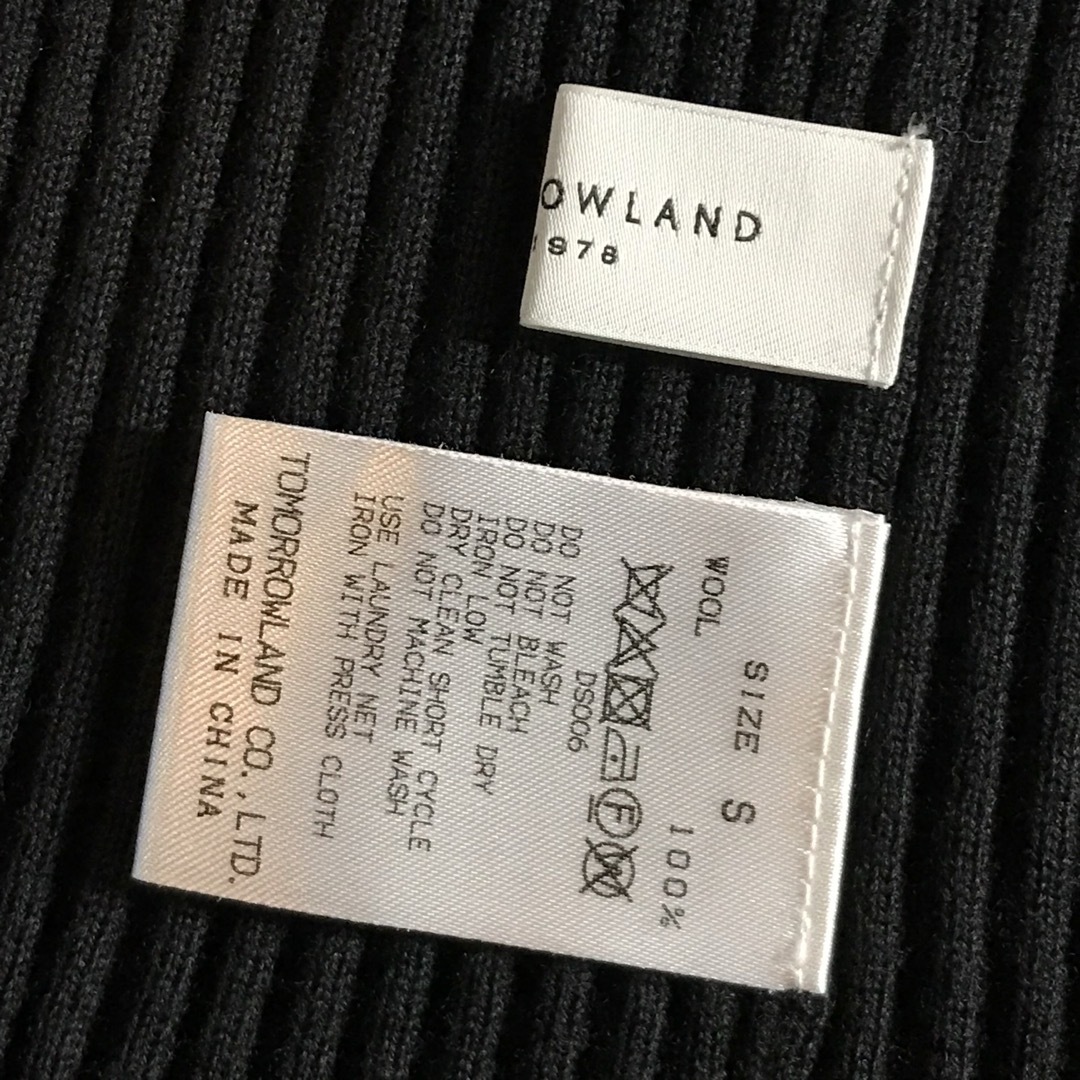 OWLAND
1978
SIZE S
WOOL 100%
DS006
DO NOT WASH
DO NOT BLEACH
DO NOT TUMBLE DRY
IRON LOW
DRY CLEAN SHORT CYCLE
DO NOT MACHINE WASH
USE LAUNDRY NET
IRON WITH PRESS CLOTH
TOMORROWLAND CO., LTD.
MADE IN CHINA